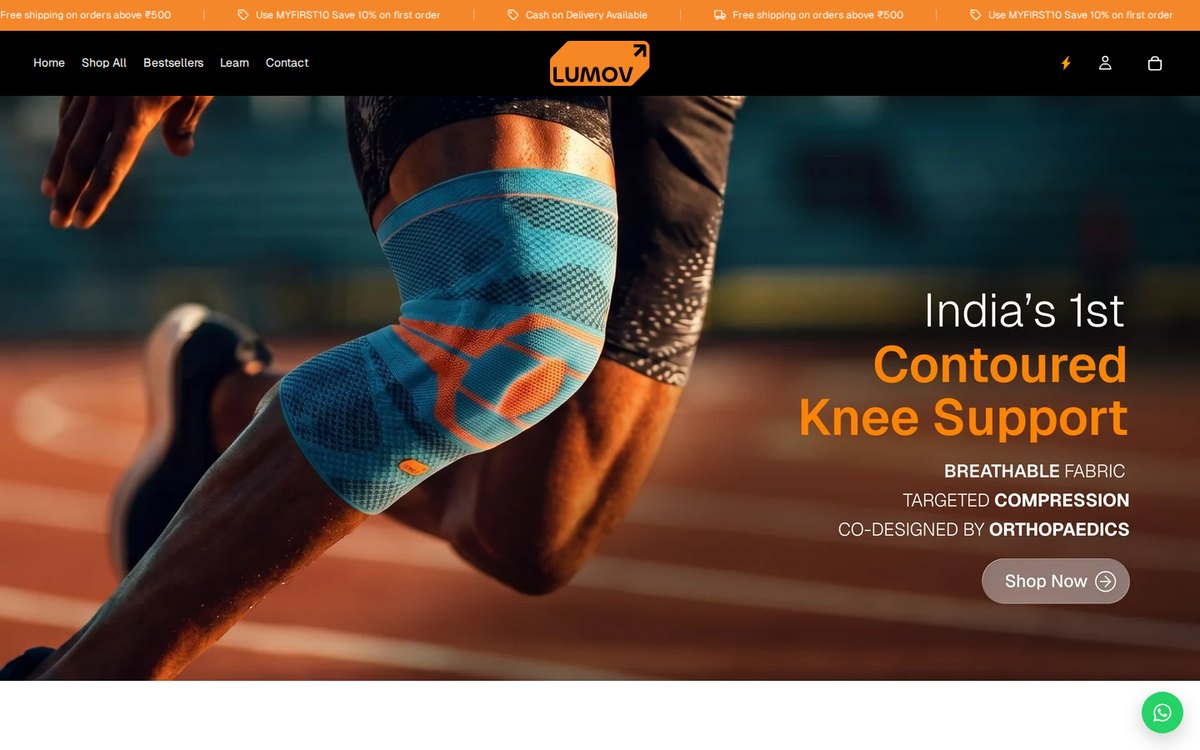 Free shipping on orders above ₹500
Use MYFIRST10 Save 10% on first order
Cash on Delivery Available
Free shipping on orders above ₹500
Use MYFIRST10 Save 10% on first order
Home
Shop All
Bestsellers
Learn
Contact
LUMOV
India's 1st
Contoured
Knee Support
BREATHABLE FABRIC
TARGETED COMPRESSION
CO-DESIGNED BY ORTHOPAEDICS
Shop Now